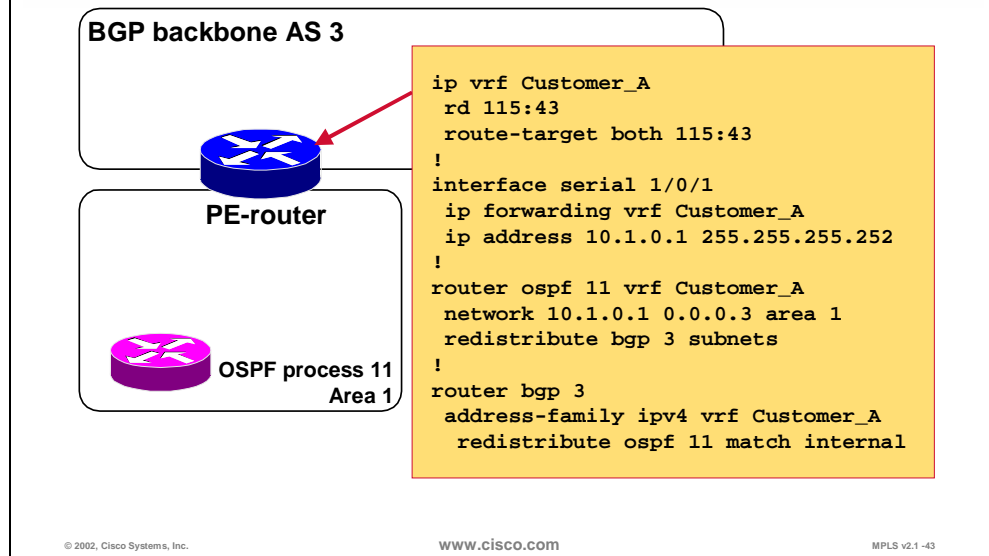 BGP backbone AS 3
ip vrf Customer_A
rd 115:43
route-target both 115:43
!
interface serial 1/0/1
ip forwarding vrf Customer_A
ip address 10.1.0.1 255.255.255.252
!
router ospf 11 vrf Customer_A
network 10.1.0.1 0.0.0.3 area 1
redistribute bgp 3 subnets
!
router bgp 3
address-family ipv4 vrf Customer_A
redistribute ospf 11 match internal
PE-router
OSPF process 11
Area 1
© 2002, Cisco Systems, Inc.
www.cisco.com
MPLS v2.1 -43